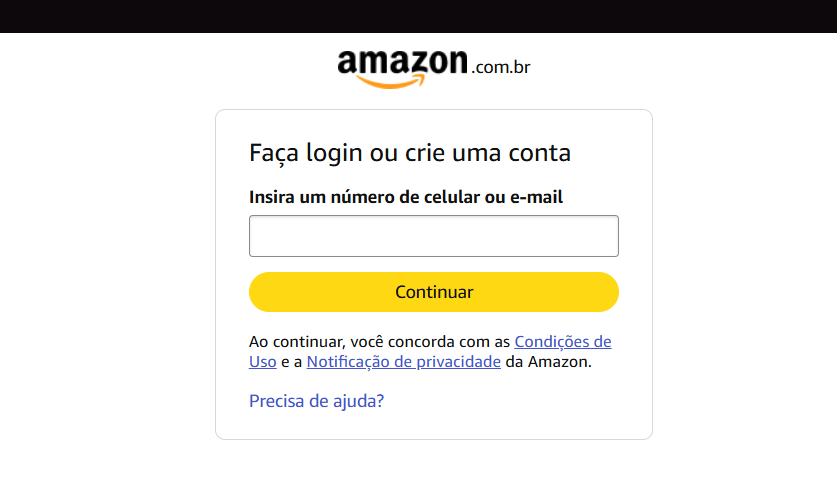 amazon.com.br
Faça login ou crie uma conta
Insira um número de celular ou e-mail
Continuar
Ao continuar, você concorda com as Condições de
Uso e a Notificação de privacidade da Amazon.
Precisa de ajuda?